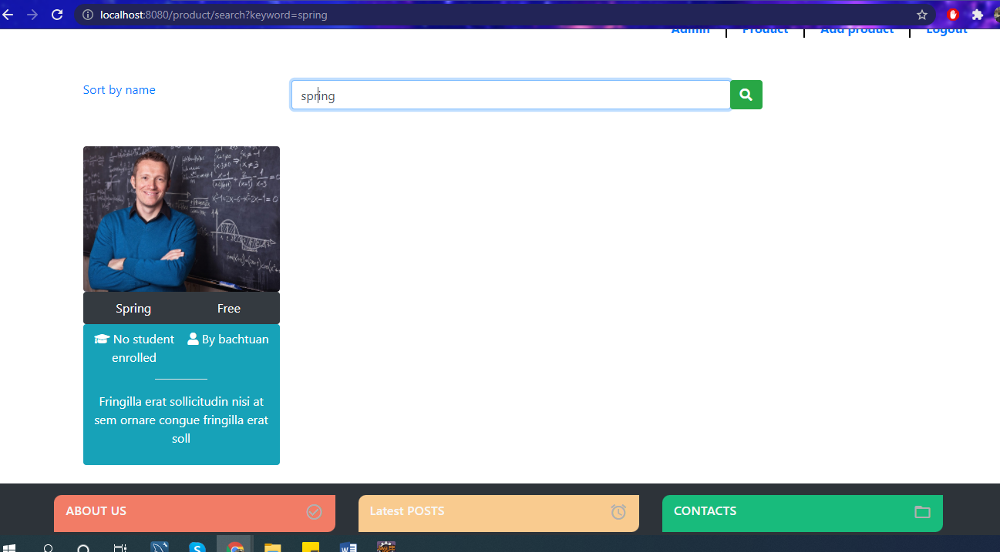 localhost:8080/product/search?keyword=spring
Admin Product Add product Logout
Sort by name
spring
Spring Free
No student enrolled
By bachtuan
Fringilla erat sollicitudin nisi at
sem ornare congue fringilla erat
soll
ABOUT US
Latest POSTS
CONTACTS